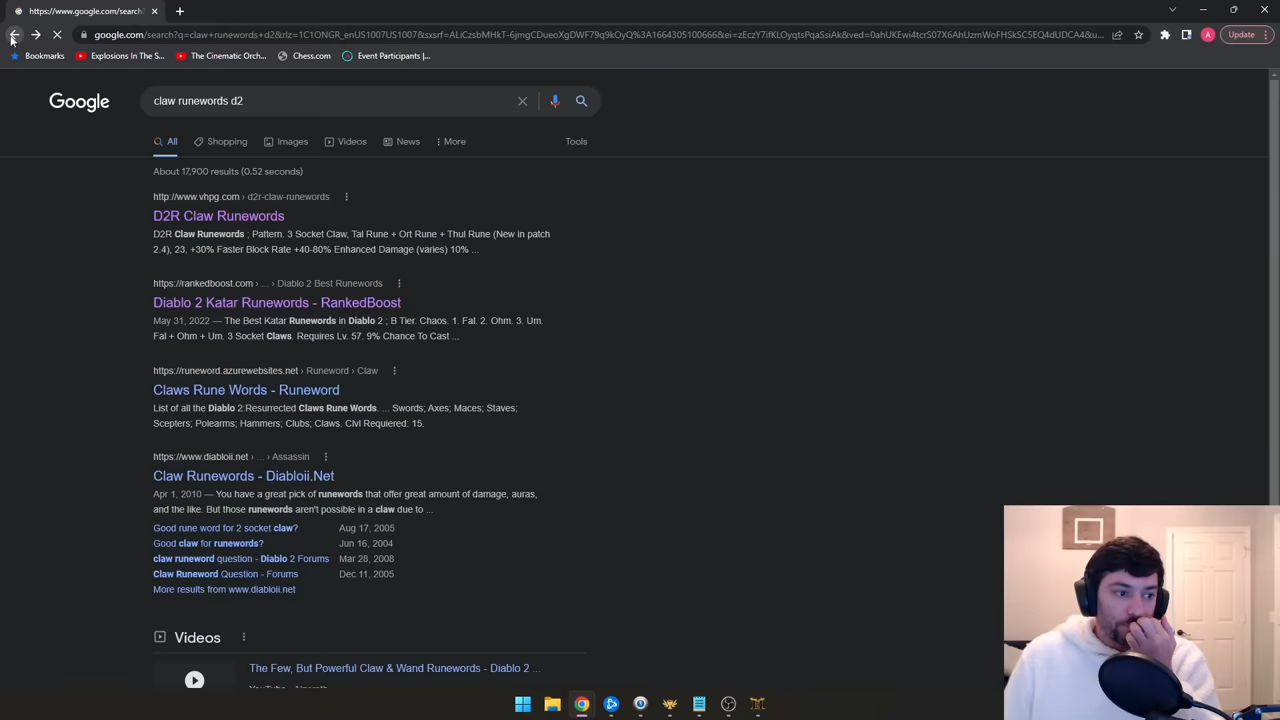 https://www.google.com/search?
google.com/search?q=claw+runewords+d2&rlz=1C1ONGR_enUS1007US1007&sxsrf=ALiCzsbMHkT-6jmgCDueoXgDWF79q9kOyQ%3A1664305100666&ei=zEczY7ifKLOyqtsPqaSsiAk&ved=0ahUKEwi4tcrS07X6AhUzmWoFHSkSC5EQ4dUDCA4&u...
Update
Bookmarks
Explosions In The S...
The Cinematic Orch...
Chess.com
Event Participants |...
Google
claw runewords d2
All
Shopping
Images
Videos
News
More
Tools
About 17,900 results (0.52 seconds)
http://www.vhpg.com › d2r-claw-runewords
D2R Claw Runewords
D2R Claw Runewords ; Pattern. 3 Socket Claw, Tal Rune + Ort Rune + Thul Rune (New in patch
2.4), 23, +30% Faster Block Rate +40-80% Enhanced Damage (varies) 10% ...
https://rankedboost.com › ... › Diablo 2 Best Runewords
Diablo 2 Katar Runewords - RankedBoost
May 31, 2022 — The Best Katar Runewords in Diablo 2 ; B Tier. Chaos. 1. Fal. 2. Ohm. 3. Um.
Fal + Ohm + Um. 3 Socket Claws. Requires Lv. 57. 9% Chance To Cast ...
https://runeword.azurewebsites.net › Runeword › Claw
Claws Rune Words - Runeword
List of all the Diablo 2:Resurrected Claws Rune Words. ... Swords; Axes; Maces; Staves;
Scepters; Polearms; Hammers; Clubs; Claws. Clvl Requiered: 15.
https://www.diabloii.net › ... › Assassin
Claw Runewords - Diabloii.Net
Apr 1, 2010 — You have a great pick of runewords that offer great amount of damage, auras,
and the like. But those runewords aren't possible in a claw due to ...
Good rune word for 2 socket claw? Aug 17, 2005
Good claw for runewords? Jun 16, 2004
claw runeword question - Diablo 2 Forums Mar 28, 2008
Claw Runeword Question - Forums Dec 11, 2005
More results from www.diabloii.net
Videos
The Few, But Powerful Claw & Wand Runewords - Diablo 2 ...